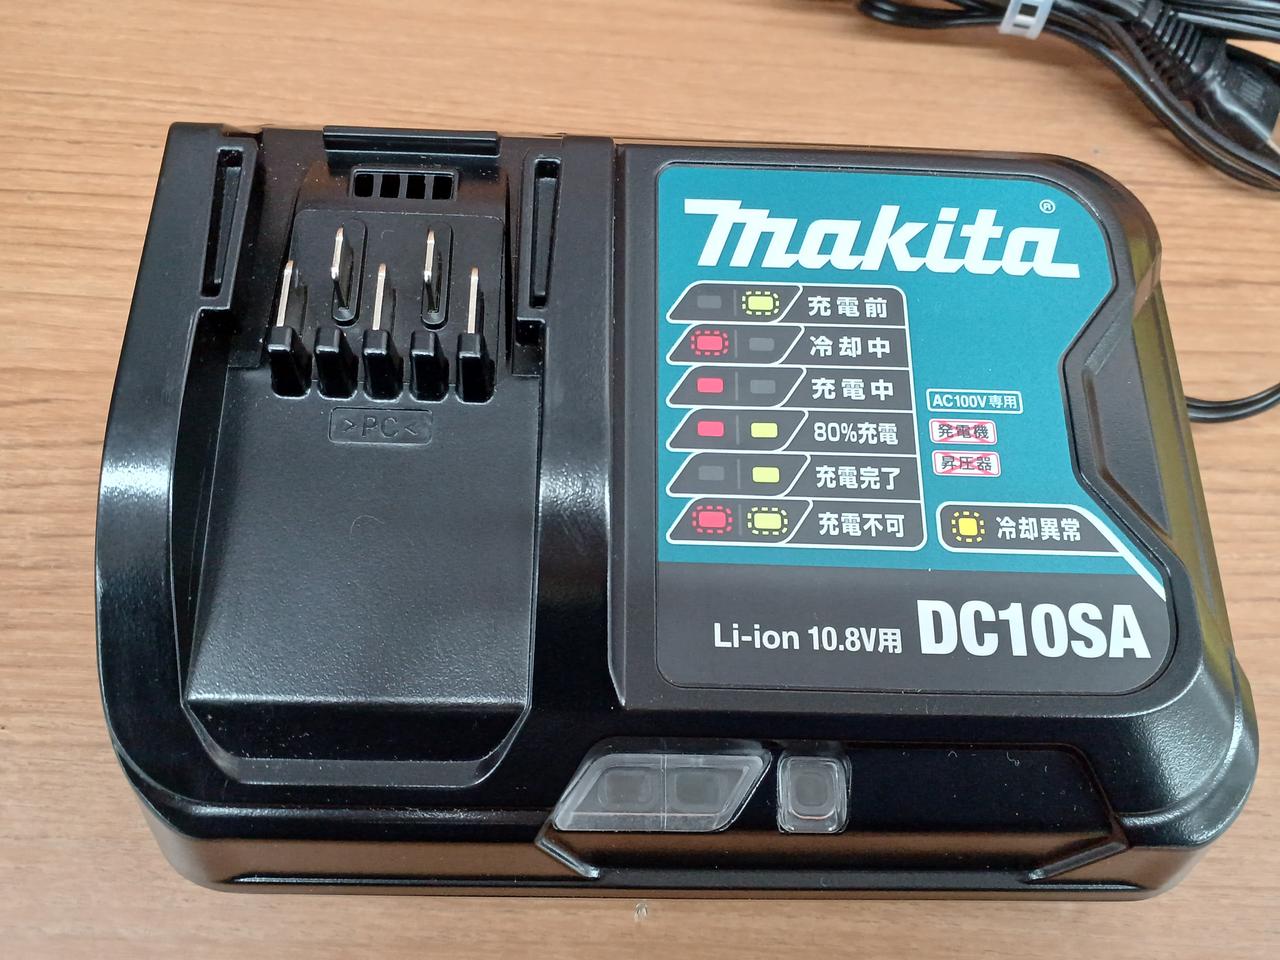 makita®
充電前
冷却中
充電中
80%充電
充電完了
充電不可
AC100V専用
発電機
昇圧器
冷却異常
Li-ion 10.8V用 DC10SA
>PC<